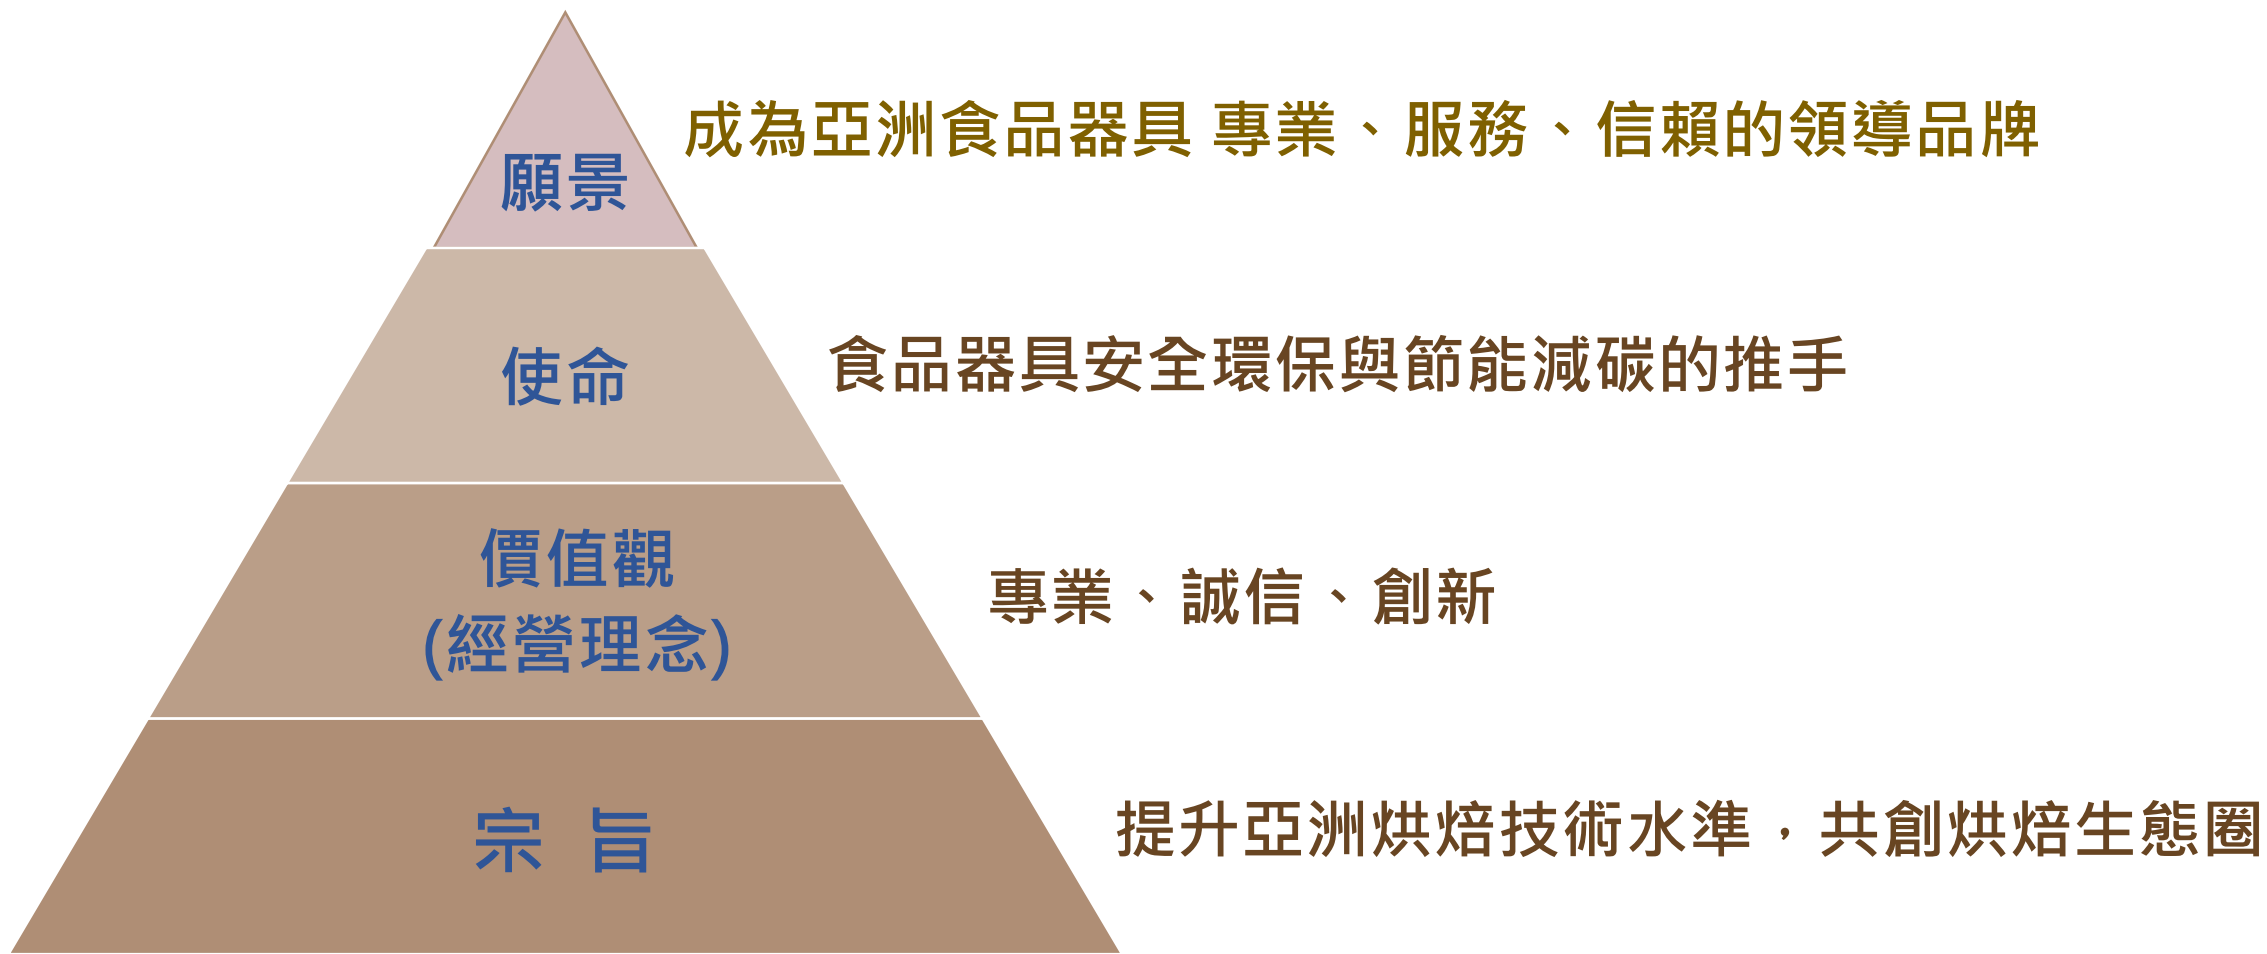 成為亞洲食品器具 專業、服務、信賴的領導品牌
願景
使命
食品器具安全環保與節能減碳的推手
價值觀
(經營理念)
專業、誠信、創新
宗 旨
提升亞洲烘焙技術水準，共創烘焙生態圈